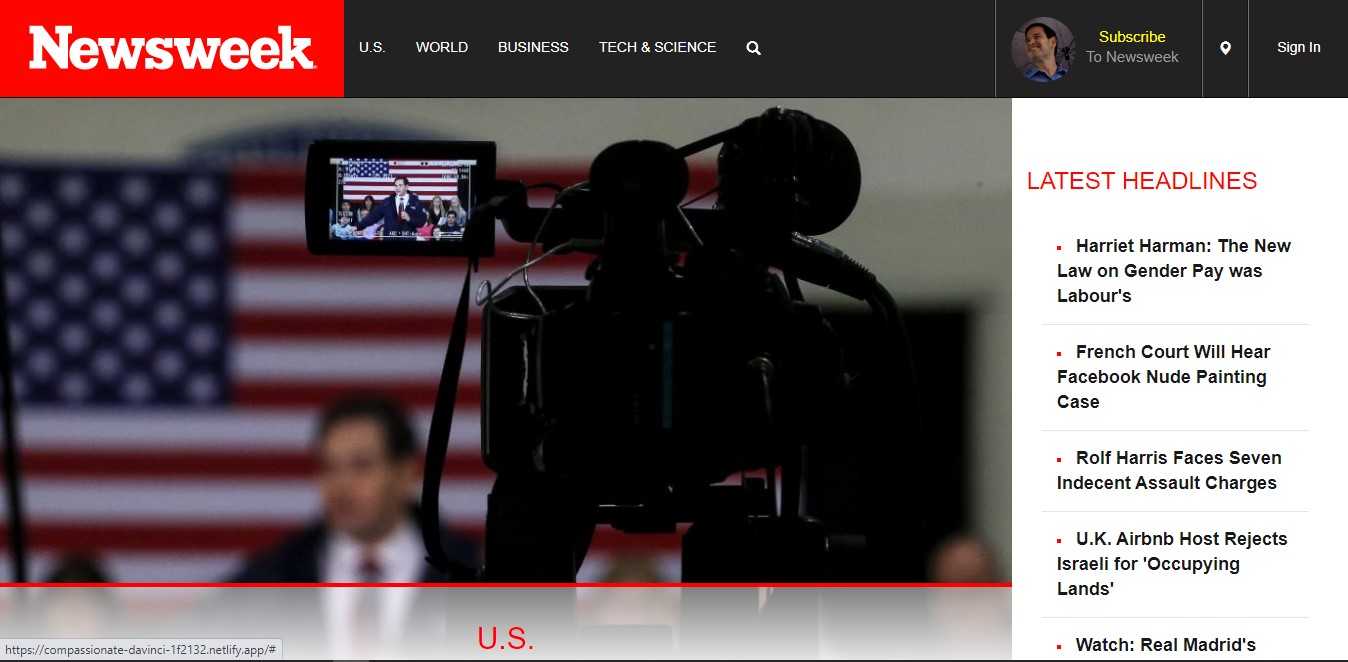 Newsweek
U.S.
WORLD
BUSINESS
TECH & SCIENCE
Subscribe
To Newsweek
Sign In
LATEST HEADLINES
Harriet Harman: The New
Law on Gender Pay was
Labour's
French Court Will Hear
Facebook Nude Painting
Case
Rolf Harris Faces Seven
Indecent Assault Charges
U.K. Airbnb Host Rejects
Israeli for 'Occupying
Lands'
Watch: Real Madrid's
U.S.
https://compassionate-davinci-1f2132.netlify.app/#